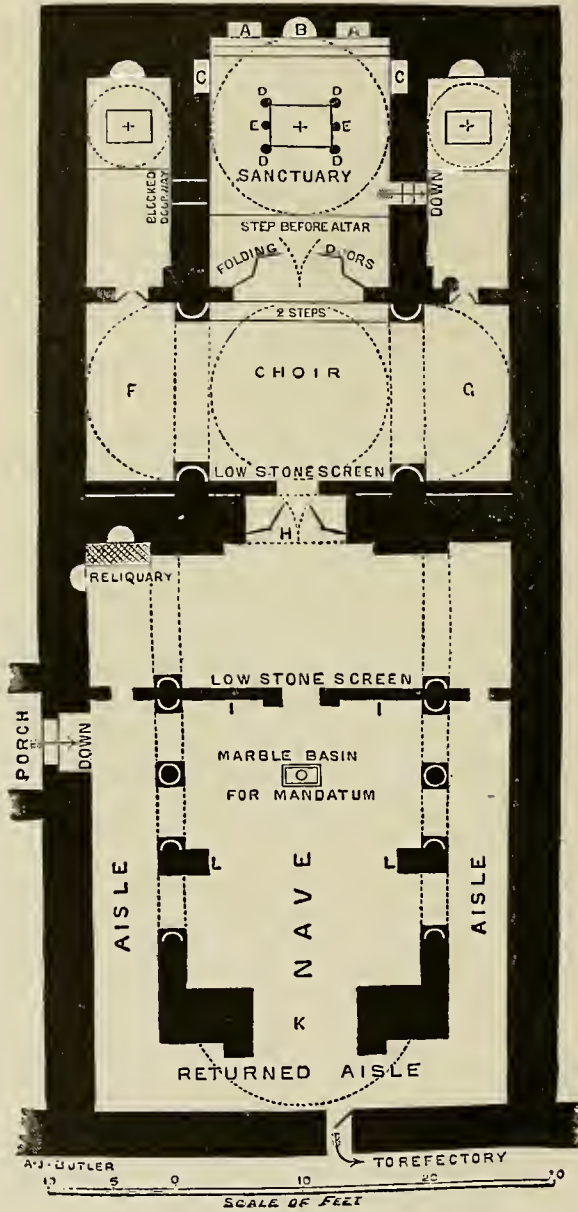 A B A
C C
D D
E E
D D
SANCTUARY
BLOCKED DOORWAY
DOWN
STEP BEFORE ALTAR
FOLDING DOORS
2 STEPS
F CHOIR G
LOW STONE SCREEN
H
RELIQUARY
LOW STONE SCREEN
I I
PORCH
DOWN
MARBLE BASIN
FOR MANDATUM
L L
AISLE NAVE AISLE
K
RETURNED AISLE
A·J·BUTLER
TO REFECTORY
10 5 0 10 20 30
SCALE OF FEET